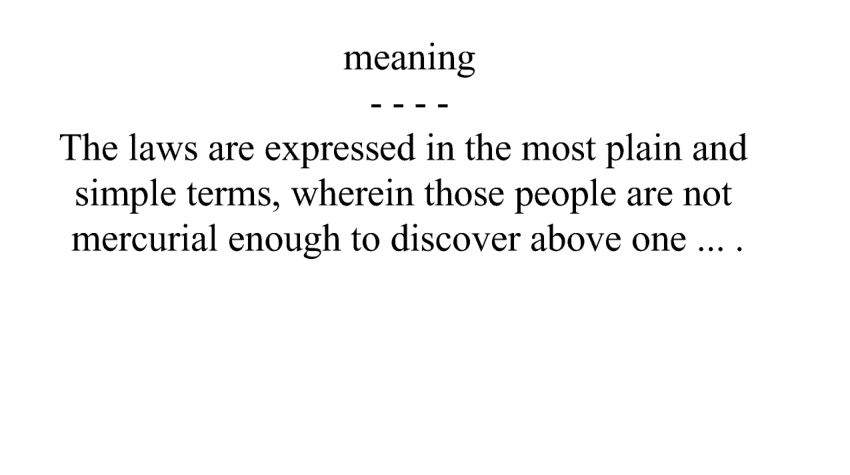 meaning
- - - -
The laws are expressed in the most plain and
simple terms, wherein those people are not
mercurial enough to discover above one ... .